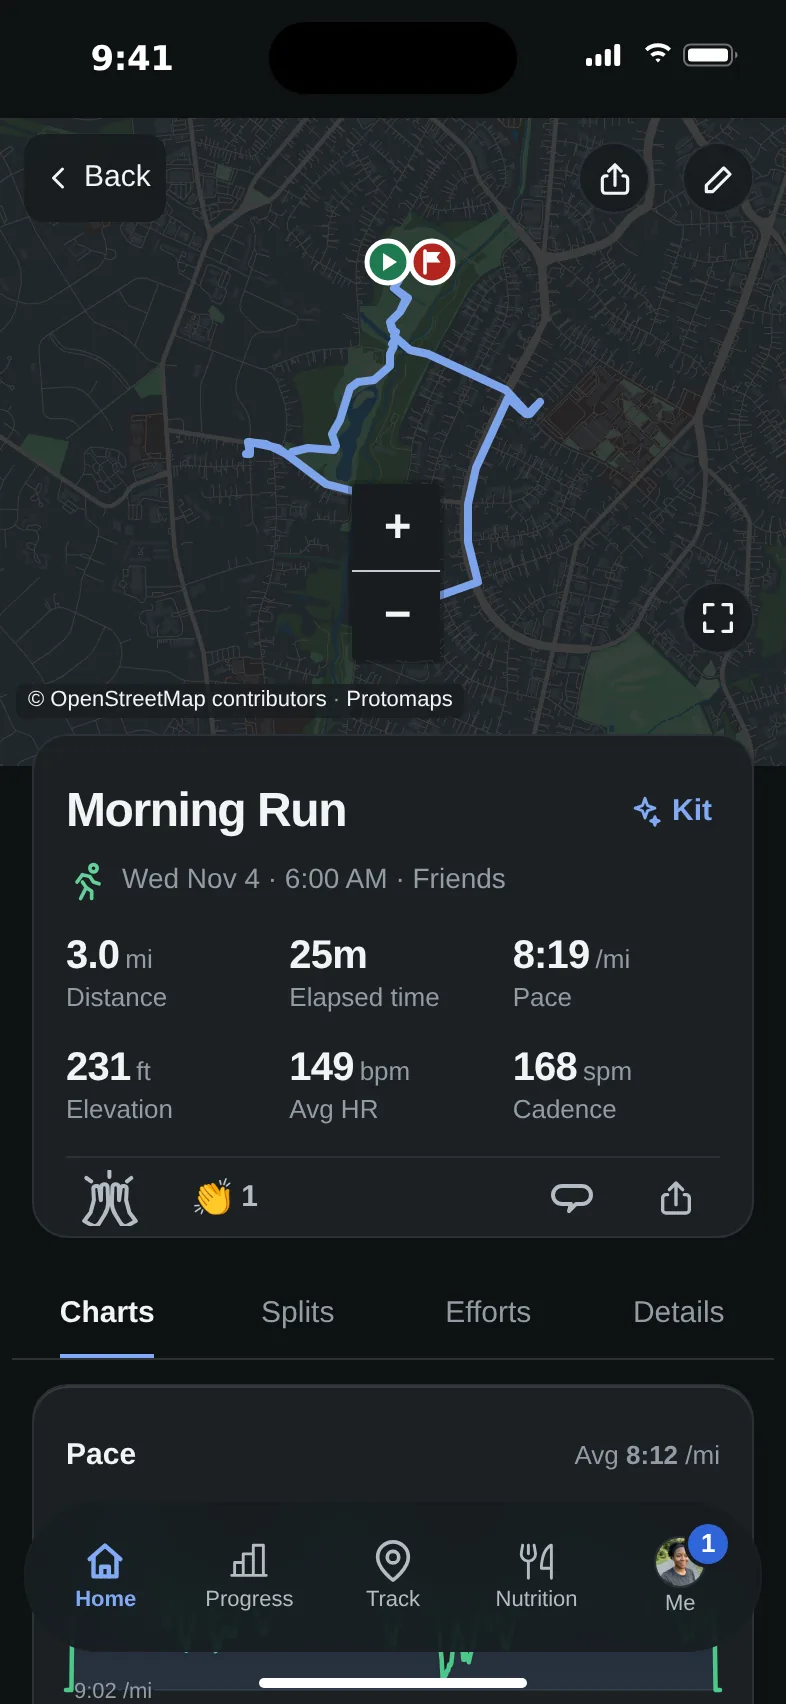 9:41
Back
+
−
© OpenStreetMap contributors · Protomaps
Morning Run
Kit
Wed Nov 4 · 6:00 AM · Friends
3.0 mi 25m 8:19 /mi
Distance Elapsed time Pace
231 ft 149 bpm 168 spm
Elevation Avg HR Cadence
1
Charts Splits Efforts Details
Pace Avg 8:12 /mi
1
Home Progress Track Nutrition Me
9:02 /mi